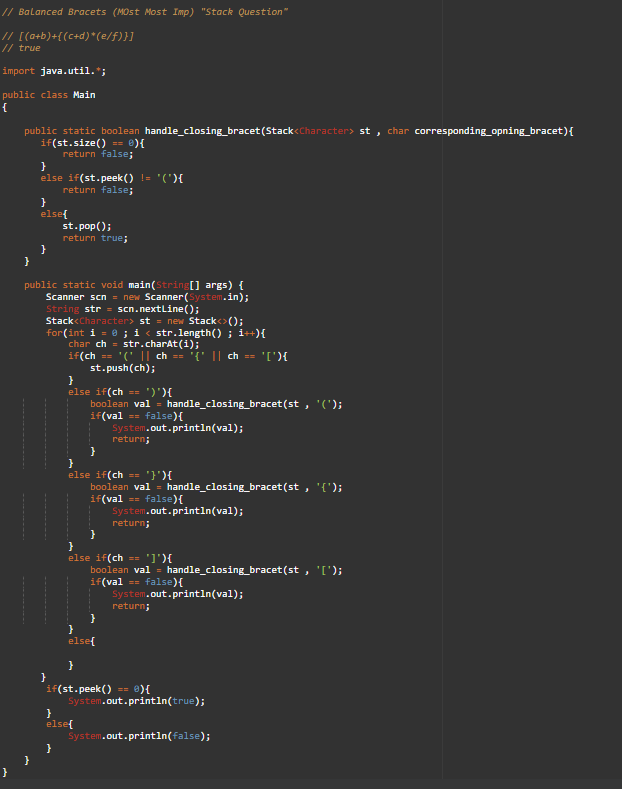 // Balanced Bracets (MOst Most Imp) "Stack Question"
// [(a+b)+{(c+d)*(e/f)}]
// true
import java.util.*;
public class Main
{
public static boolean handle_closing_bracet(Stack<Character> st , char corresponding_opning_bracet){
if(st.size() == 0){
return false;
}
else if(st.peek() != '('){
return false;
}
else{
st.pop();
return true;
}
}
public static void main(String[] args) {
Scanner scn = new Scanner(System.in);
String str = scn.nextLine();
Stack<Character> st = new Stack<>();
for(int i = 0 ; i < str.length() ; i++){
char ch = str.charAt(i);
if(ch == '(' || ch == '{' || ch == '['){
st.push(ch);
}
else if(ch == ')'){
boolean val = handle_closing_bracet(st , '(');
if(val == false){
System.out.println(val);
return;
}
}
else if(ch == '}'){
boolean val = handle_closing_bracet(st , '{');
if(val == false){
System.out.println(val);
return;
}
}
else if(ch == ']'){
boolean val = handle_closing_bracet(st , '[');
if(val == false){
System.out.println(val);
return;
}
}
else{
}
}
if(st.peek() == 0){
System.out.println(true);
}
else{
System.out.println(false);
}
}
}